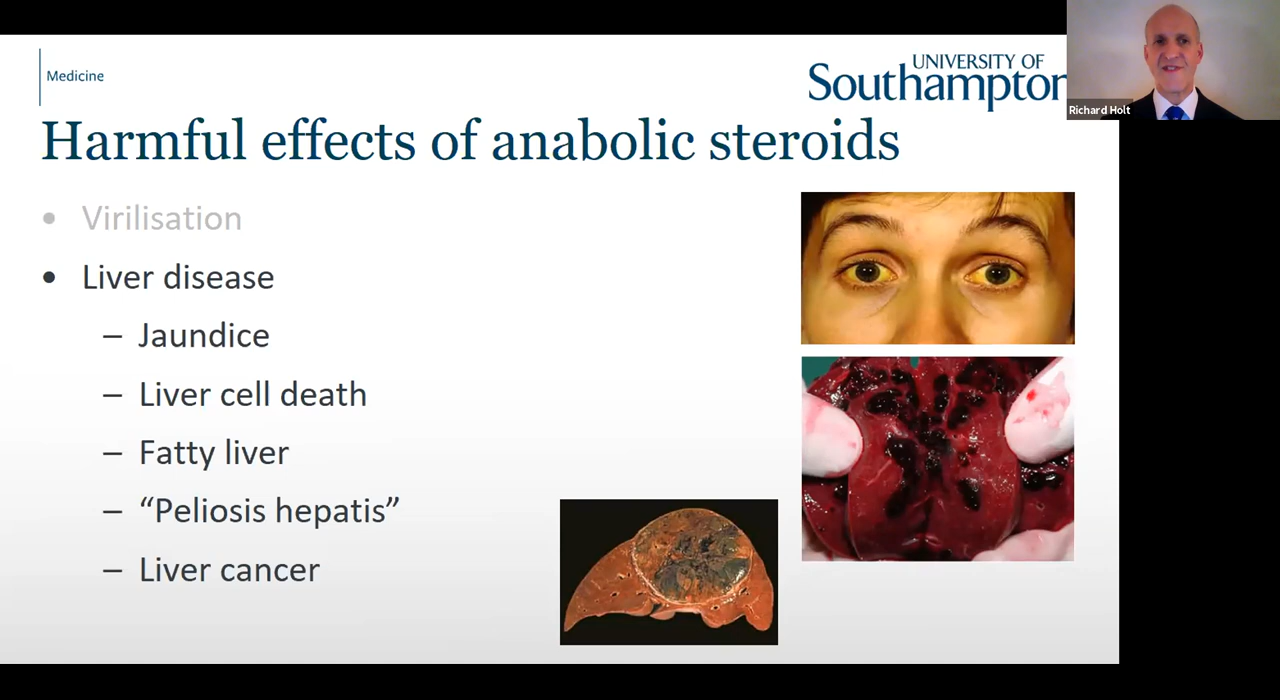 Medicine
UNIVERSITY OF
Southampton
Richard Holt
Harmful effects of anabolic steroids
• Virilisation
• Liver disease
– Jaundice
– Liver cell death
– Fatty liver
– “Peliosis hepatis”
– Liver cancer